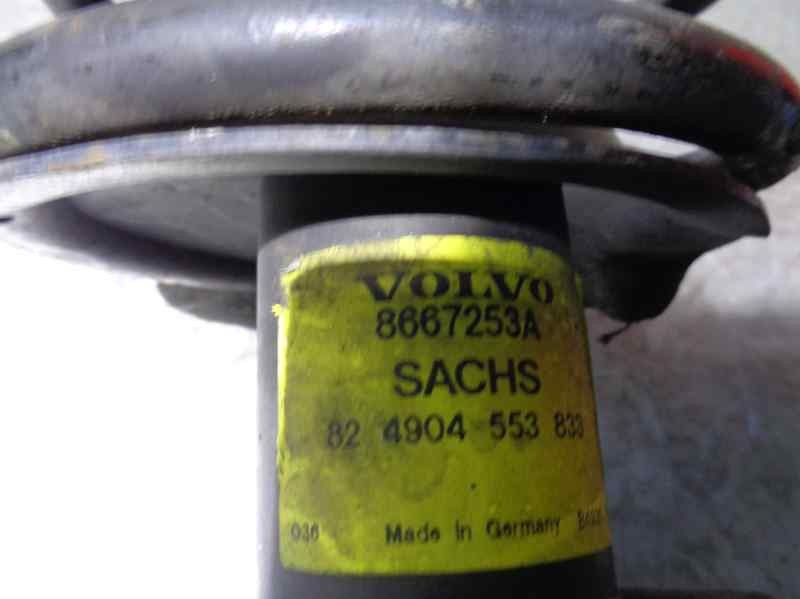 VOLVO
8667253A
SACHS
82 4904 553 833
036 Made in Germany